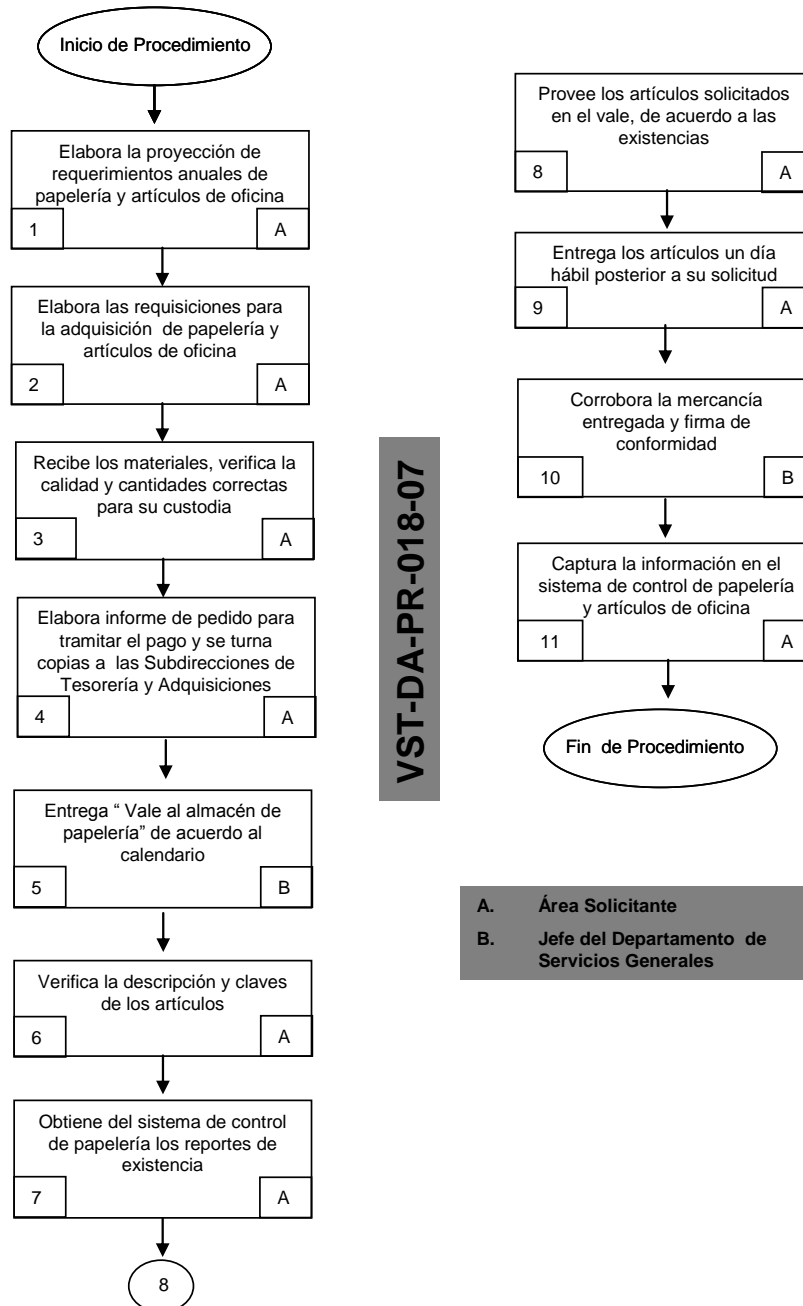 Inicio de Procedimiento
Elabora la proyección de
requerimientos anuales de
papelería y artículos de oficina
1
A
Elabora las requisiciones para
la adquisición de papelería y
artículos de oficina
2
A
Recibe los materiales, verifica la
calidad y cantidades correctas
para su custodia
3
A
Elabora informe de pedido para
tramitar el pago y se turna
copias a las Subdirecciones de
Tesorería y Adquisiciones
4
A
Entrega “ Vale al almacén de
papelería” de acuerdo al
calendario
5
B
Verifica la descripción y claves
de los artículos
6
A
Obtiene del sistema de control
de papelería los reportes de
existencia
7
A
8
VST-DA-PR-018-07
Provee los artículos solicitados
en el vale, de acuerdo a las
existencias
8
A
Entrega los artículos un día
hábil posterior a su solicitud
9
A
Corrobora la mercancía
entregada y firma de
conformidad
10
B
Captura la información en el
sistema de control de papelería
y artículos de oficina
11
A
Fin de Procedimiento
A. Área Solicitante
B. Jefe del Departamento de
Servicios Generales